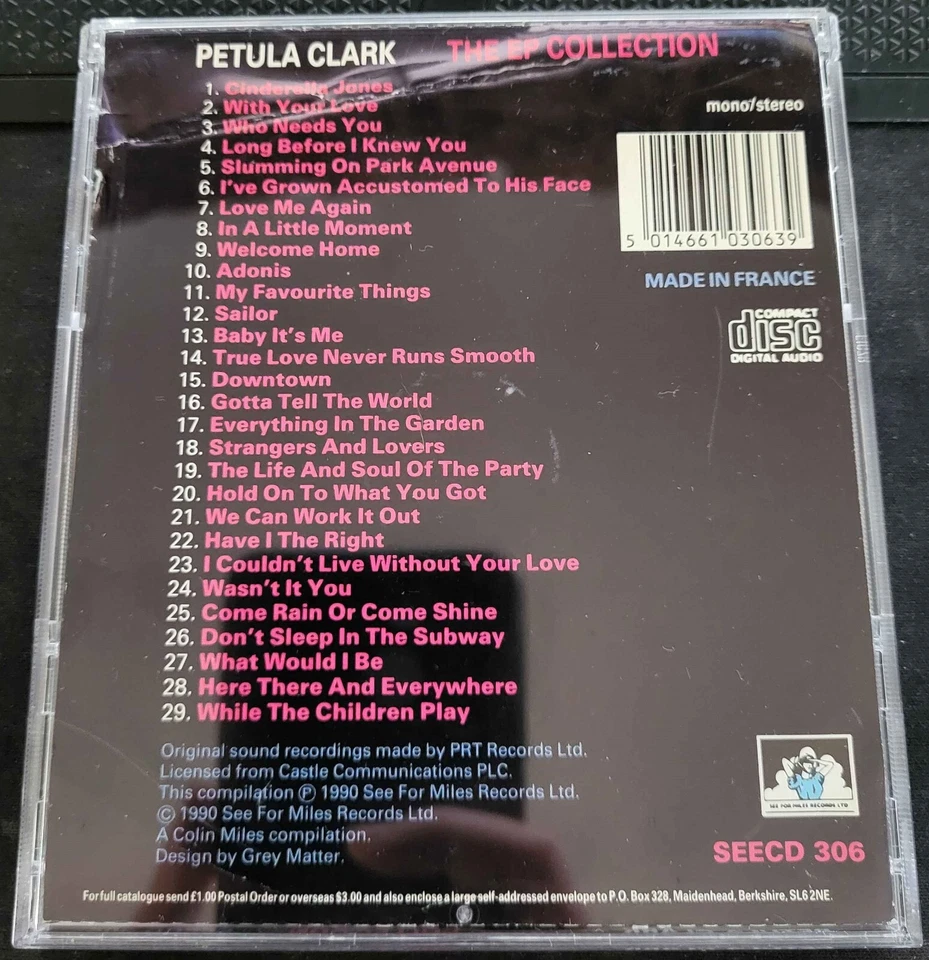 PETULA CLARK THE EP COLLECTION
1. Cinderella Jones
2. With Your Love
3. Who Needs You
4. Long Before I Knew You
5. Slumming On Park Avenue
6. I've Grown Accustomed To His Face
7. Love Me Again
8. In A Little Moment
9. Welcome Home
10. Adonis
11. My Favourite Things
12. Sailor
13. Baby It's Me
14. True Love Never Runs Smooth
15. Downtown
16. Gotta Tell The World
17. Everything In The Garden
18. Strangers And Lovers
19. The Life And Soul Of The Party
20. Hold On To What You Got
21. We Can Work It Out
22. Have I The Right
23. I Couldn't Live Without Your Love
24. Wasn't It You
25. Come Rain Or Come Shine
26. Don't Sleep In The Subway
27. What Would I Be
28. Here There And Everywhere
29. While The Children Play
mono/stereo
5 014661 030639
MADE IN FRANCE
COMPACT
disc
DIGITAL AUDIO
Original sound recordings made by PRT Records Ltd.
Licensed from Castle Communications PLC.
This compilation ℗ 1990 See For Miles Records Ltd.
© 1990 See For Miles Records Ltd.
A Colin Miles compilation.
Design by Grey Matter.
SEE FOR MILES RECORDS LTD
SEECD 306
For full catalogue send £1.00 Postal Order or overseas $3.00 and also enclose a large self-addressed envelope to P.O. Box 328, Maidenhead, Berkshire, SL6 2NE.